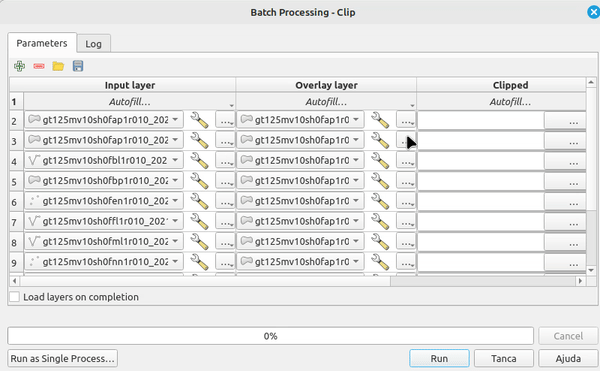 Batch Processing - Clip
Parameters Log
Input layer Overlay layer Clipped
1 Autofill... Autofill... Autofill...
2 gt125mv10sh0fap1r010_202 ... gt125mv10sh0fap1r0 ... ...
3 gt125mv10sh0fap1r010_202 ... gt125mv10sh0fap1r0 ... ...
4 gt125mv10sh0fbl1r010_202 ... gt125mv10sh0fap1r0 ... ...
5 gt125mv10sh0fbp1r010_202 ... gt125mv10sh0fap1r0 ... ...
6 gt125mv10sh0fen1r010_202 ... gt125mv10sh0fap1r0 ... ...
7 gt125mv10sh0ffl1r010_202 ... gt125mv10sh0fap1r0 ... ...
8 gt125mv10sh0fml1r010_202 ... gt125mv10sh0fap1r0 ... ...
9 gt125mv10sh0fnn1r010_202 ... gt125mv10sh0fap1r0 ... ...
Load layers on completion
0% Cancel
Run as Single Process... Run Tanca Ajuda